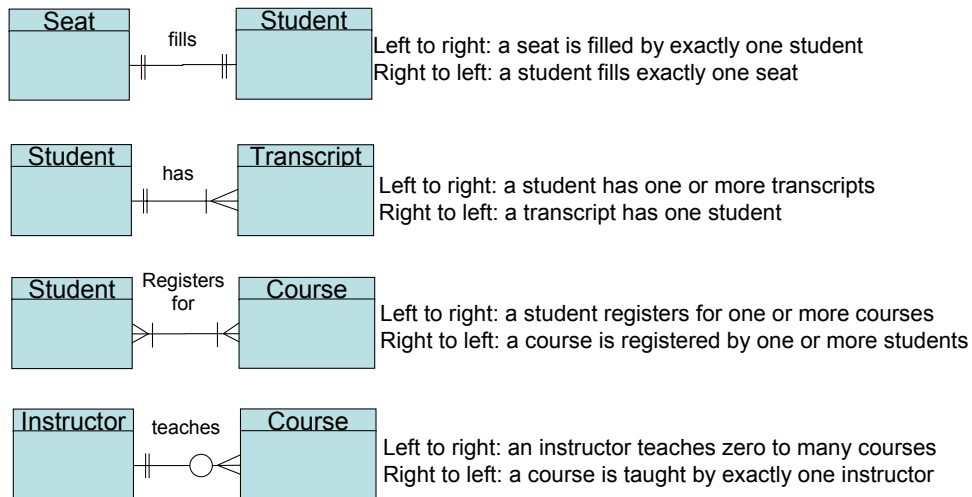 Seat
fills
Student
Left to right: a seat is filled by exactly one student
Right to left: a student fills exactly one seat
Student
has
Transcript
Left to right: a student has one or more transcripts
Right to left: a transcript has one student
Student
Registers
for
Course
Left to right: a student registers for one or more courses
Right to left: a course is registered by one or more students
Instructor
teaches
Course
Left to right: an instructor teaches zero to many courses
Right to left: a course is taught by exactly one instructor